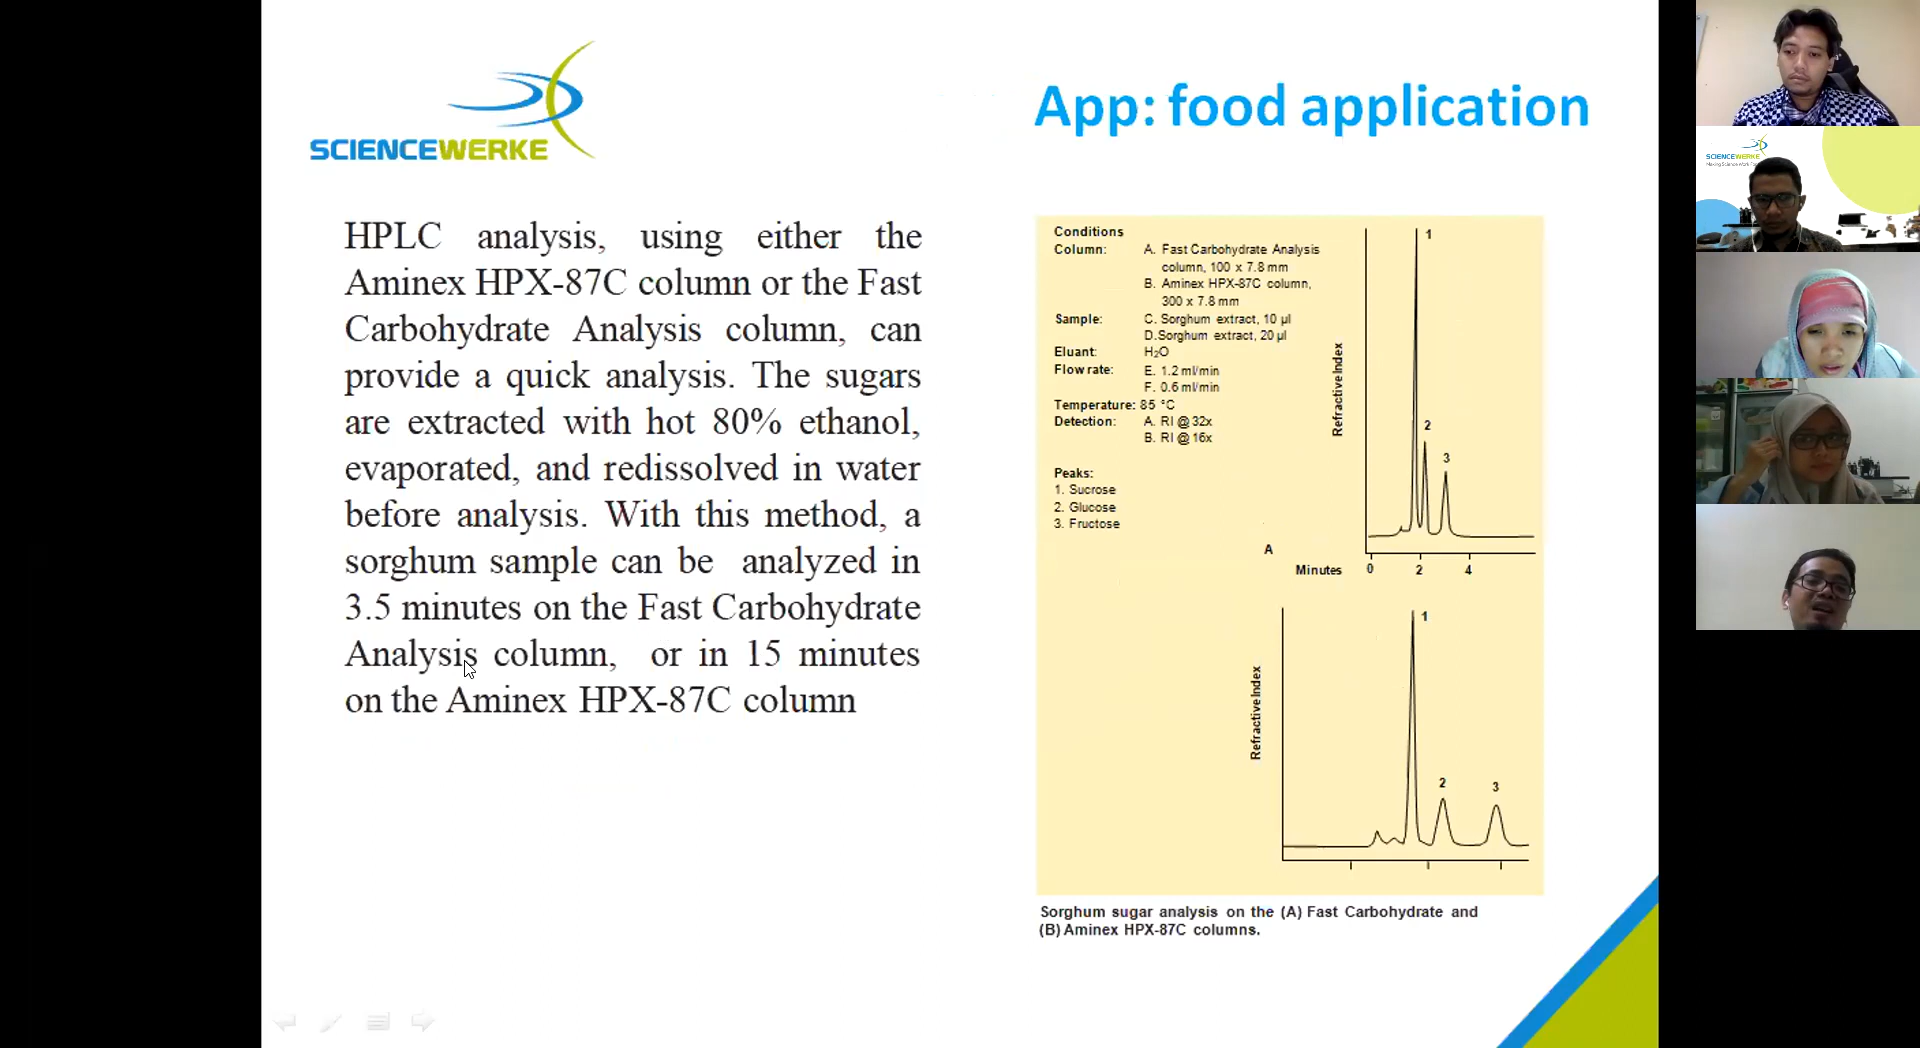 SCIENCEWERKE
App: food application
HPLC analysis, using either the
Aminex HPX-87C column or the Fast
Carbohydrate Analysis column, can
provide a quick analysis. The sugars
are extracted with hot 80% ethanol,
evaporated, and redissolved in water
before analysis. With this method, a
sorghum sample can be analyzed in
3.5 minutes on the Fast Carbohydrate
Analysis column, or in 15 minutes
on the Aminex HPX-87C column
Conditions
Column: A. Fast Carbohydrate Analysis
column, 100 x 7.8 mm
B. Aminex HPX-87C column,
300 x 7.8 mm
Sample: C. Sorghum extract, 10 µl
D.Sorghum extract, 20 µl
Eluant: H₂O
Flow rate: E. 1.2 ml/min
F. 0.6 ml/min
Temperature: 85 °C
Detection: A. RI @ 32x
B. RI @ 16x
Peaks:
1. Sucrose
2. Glucose
3. Fructose
Refractive Index
1
2
3
A
Minutes 0 2 4
Refractive Index
1
2
3
Sorghum sugar analysis on the (A) Fast Carbohydrate and
(B) Aminex HPX-87C columns.
SCIENCEWERKE